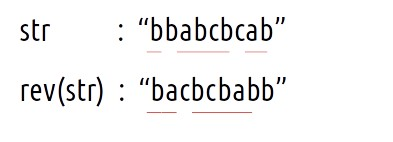 str : “bbabcbcab”
rev(str) : “bacbcbabb”